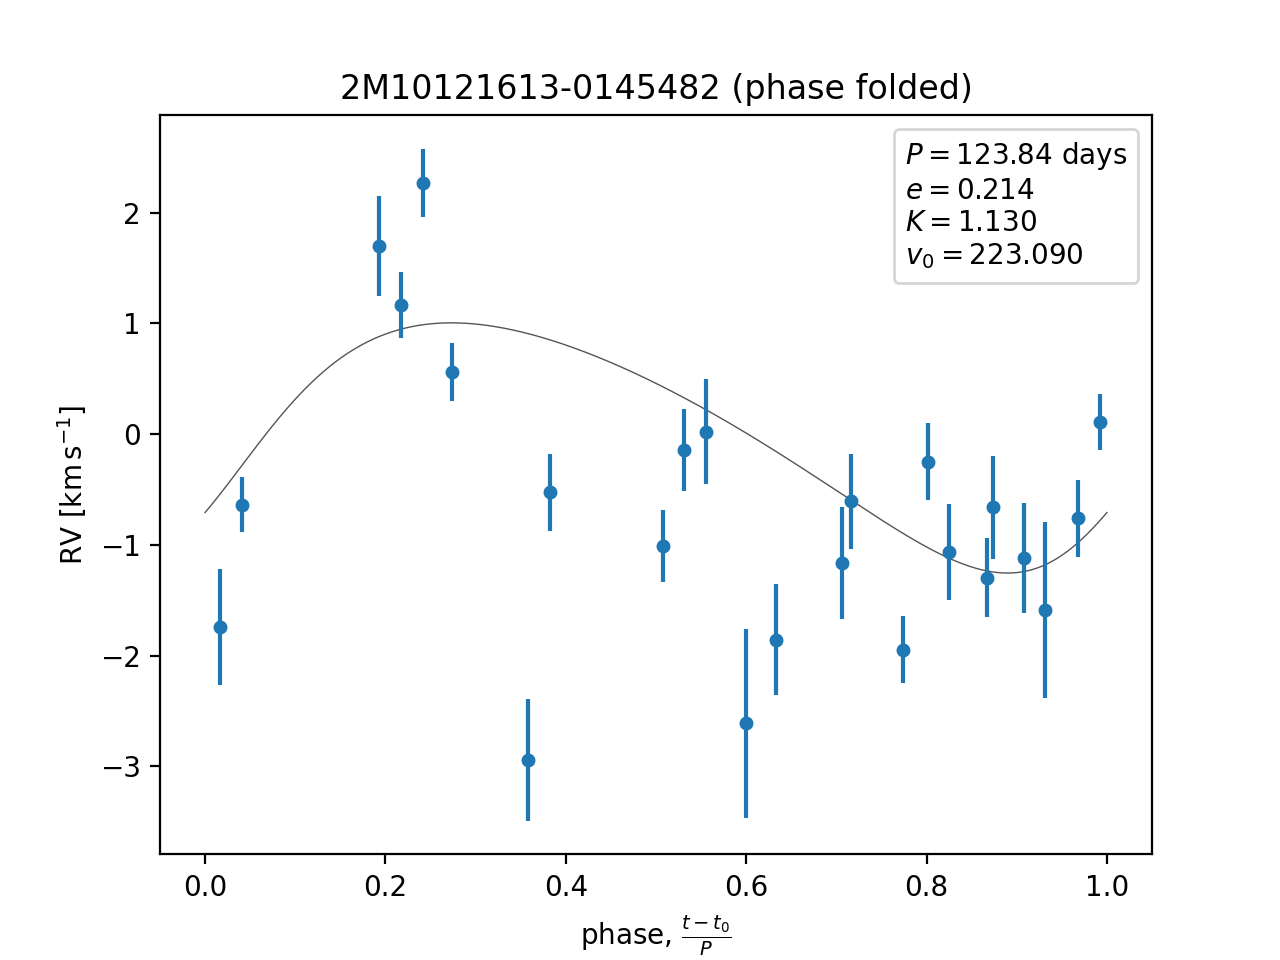 2M10121613-0145482 (phase folded)
P = 123.84 days
e = 0.214
K = 1.130
v₀ = 223.090
RV [km s⁻¹]
2
1
0
−1
−2
−3
0.0 0.2 0.4 0.6 0.8 1.0
phase, (t − t₀)/P